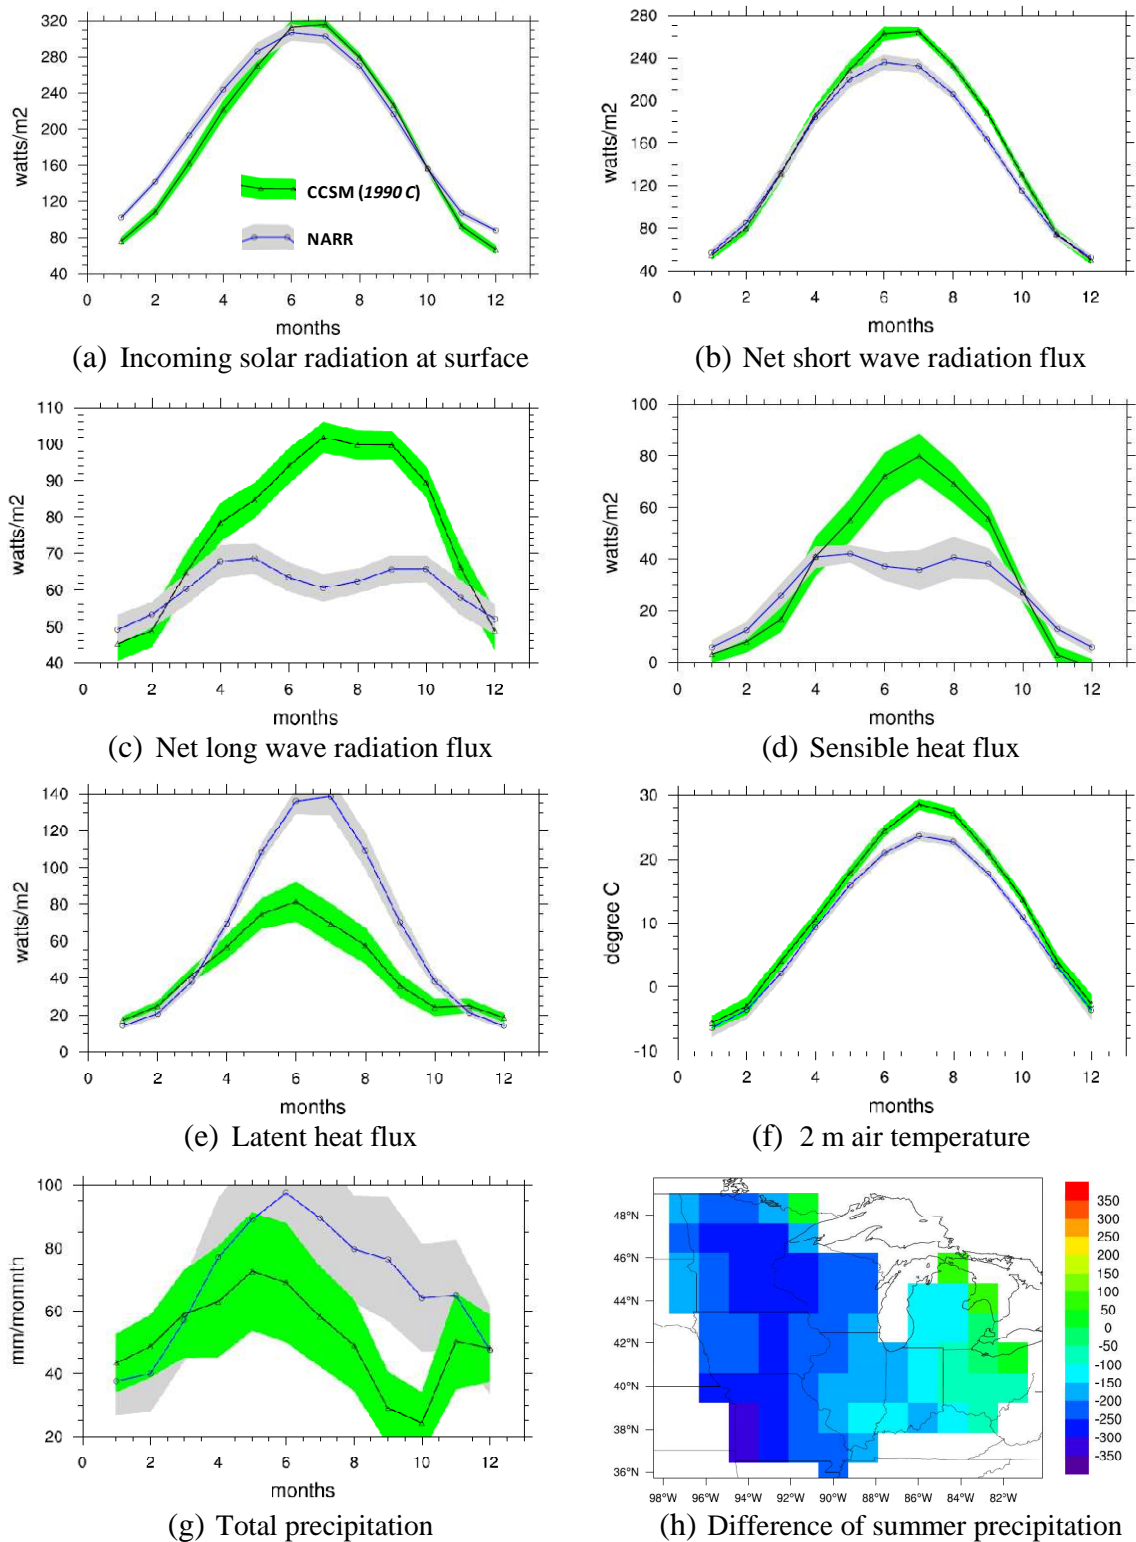 320
280
240
200
160
120
80
40
watts/m2
CCSM (1990 C)
NARR
0 2 4 6 8 10 12
months
(a) Incoming solar radiation at surface
280
240
200
160
120
80
40
watts/m2
0 2 4 6 8 10 12
months
(b) Net short wave radiation flux
110
100
90
80
70
60
50
40
watts/m2
0 2 4 6 8 10 12
months
(c) Net long wave radiation flux
100
80
60
40
20
0
watts/m2
0 2 4 6 8 10 12
months
(d) Sensible heat flux
140
120
100
80
60
40
20
0
watts/m2
0 2 4 6 8 10 12
months
(e) Latent heat flux
30
20
10
0
-10
degree C
0 2 4 6 8 10 12
months
(f) 2 m air temperature
100
80
60
40
20
mm/momnth
0 2 4 6 8 10 12
months
(g) Total precipitation
48°N
46°N
44°N
42°N
40°N
38°N
36°N
98°W 96°W 94°W 92°W 90°W 88°W 86°W 84°W 82°W
350
300
250
200
150
100
50
0
-50
-100
-150
-200
-250
-300
-350
(h) Difference of summer precipitation